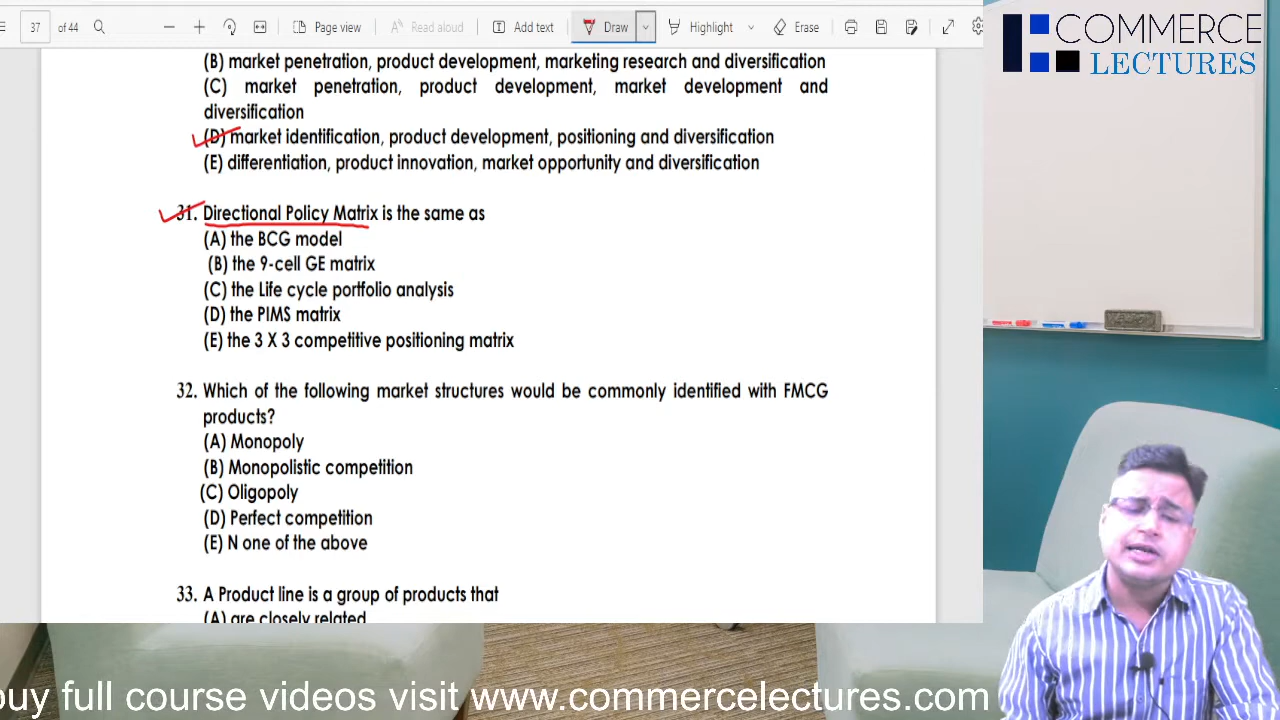 37 of 44
Page view
Read aloud
Add text
Draw
Highlight
Erase
COMMERCE
LECTURES
(B) market penetration, product development, marketing research and diversification
(C) market penetration, product development, market development and
diversification
(D) market identification, product development, positioning and diversification
(E) differentiation, product innovation, market opportunity and diversification
31. Directional Policy Matrix is the same as
(A) the BCG model
(B) the 9-cell GE matrix
(C) the Life cycle portfolio analysis
(D) the PIMS matrix
(E) the 3 X 3 competitive positioning matrix
32. Which of the following market structures would be commonly identified with FMCG
products?
(A) Monopoly
(B) Monopolistic competition
(C) Oligopoly
(D) Perfect competition
(E) N one of the above
33. A Product line is a group of products that
(A) are closely related
buy full course videos visit www.commercelectures.com